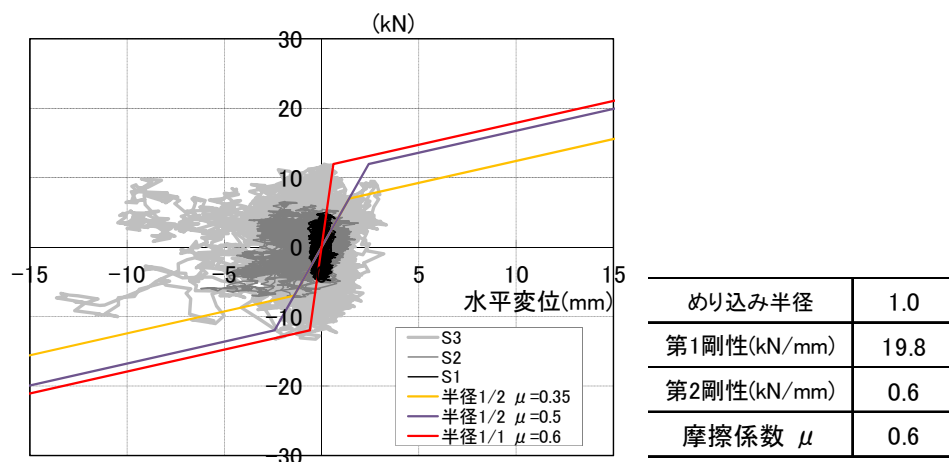 (kN)
30
20
10
0
−10
−20
−30
−15
−10
−5
0
5
10
15
水平変位(mm)
S3
S2
S1
半径1/2 μ=0.35
半径1/2 μ=0.5
半径1/1 μ=0.6
めり込み半径 1.0
第1剛性(kN/mm) 19.8
第2剛性(kN/mm) 0.6
摩擦係数 μ 0.6